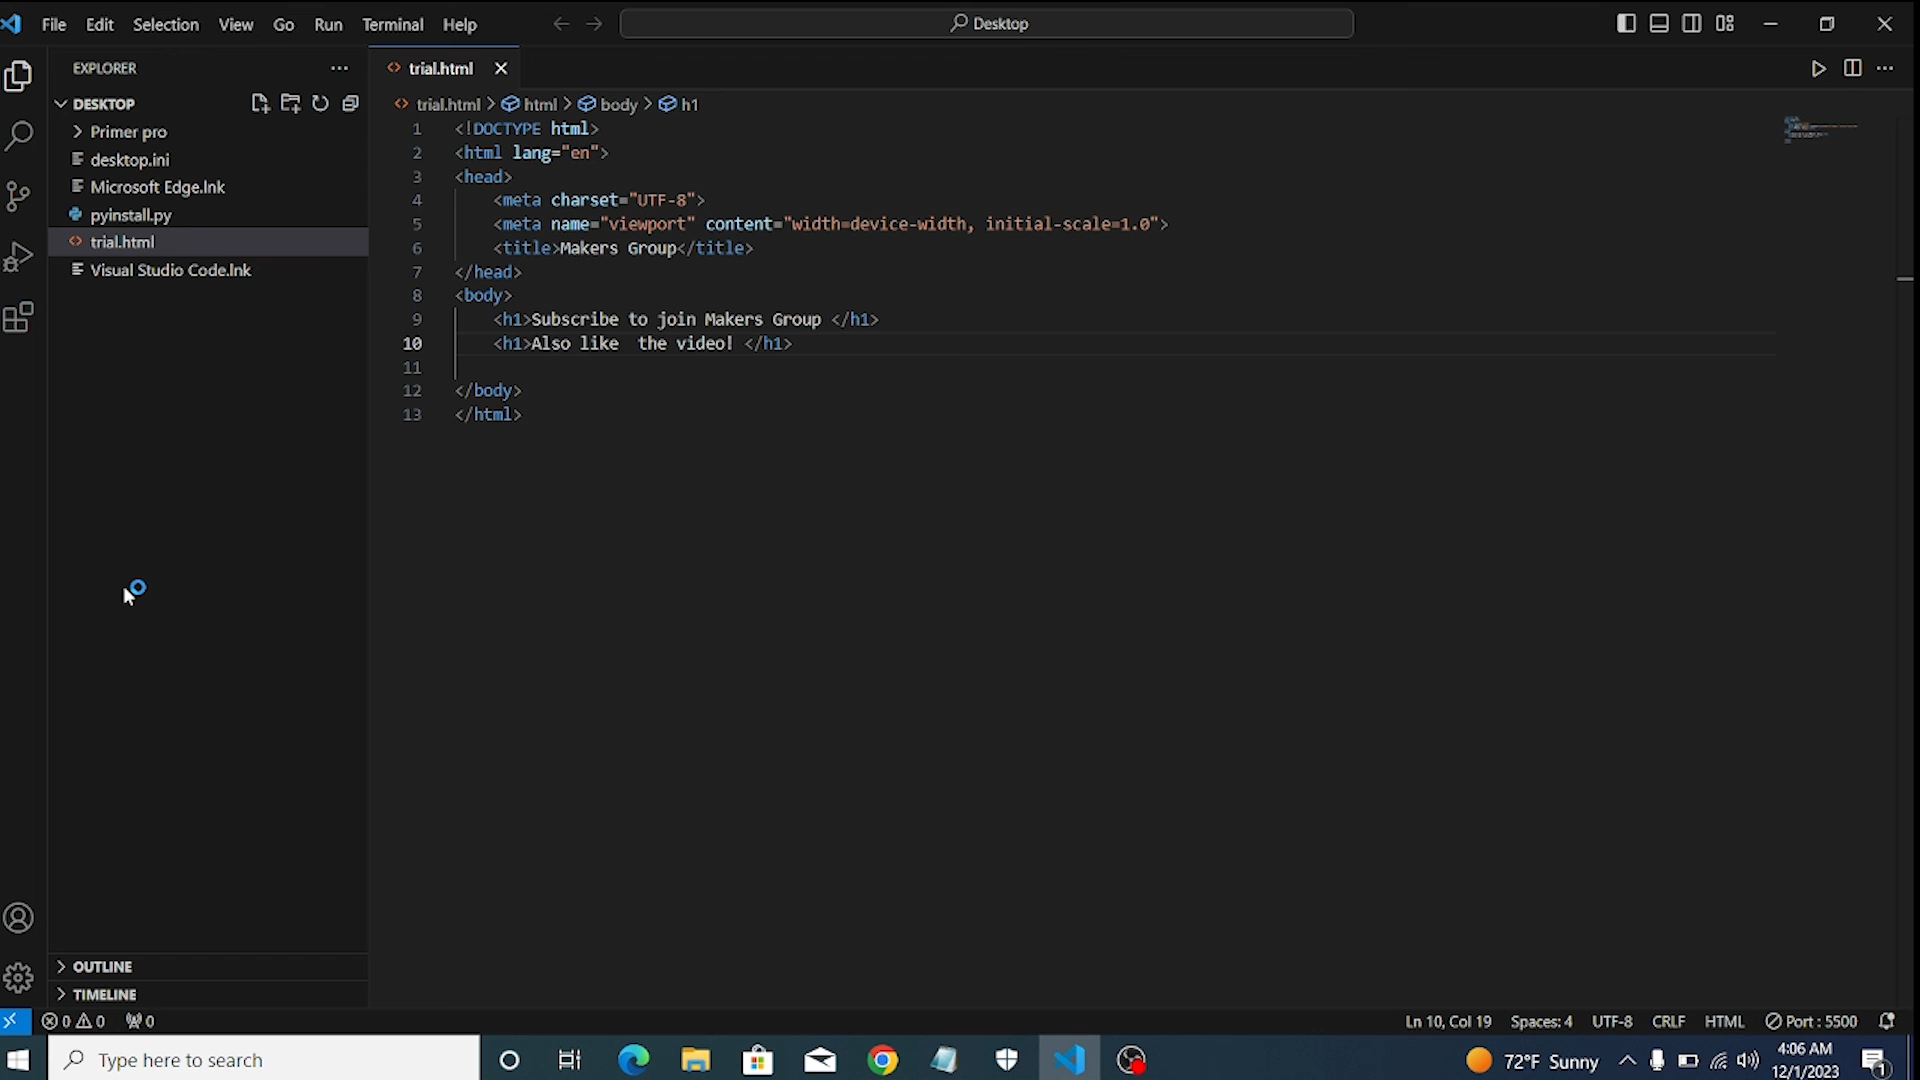 File Edit Selection View Go Run Terminal Help
Desktop
EXPLORER
trial.html
DESKTOP
trial.html > html > body > h1
Primer pro
desktop.ini
Microsoft Edge.lnk
pyinstall.py
trial.html
Visual Studio Code.lnk
1 <!DOCTYPE html>
2 <html lang="en">
3 <head>
4 <meta charset="UTF-8">
5 <meta name="viewport" content="width=device-width, initial-scale=1.0">
6 <title>Makers Group</title>
7 </head>
8 <body>
9 <h1>Subscribe to join Makers Group </h1>
10 <h1>Also like  the video! </h1>
11
12 </body>
13 </html>
OUTLINE
TIMELINE
0 0 0
Ln 10, Col 19 Spaces: 4 UTF-8 CRLF HTML Port : 5500
Type here to search
72°F Sunny
4:06 AM
12/1/2023
1